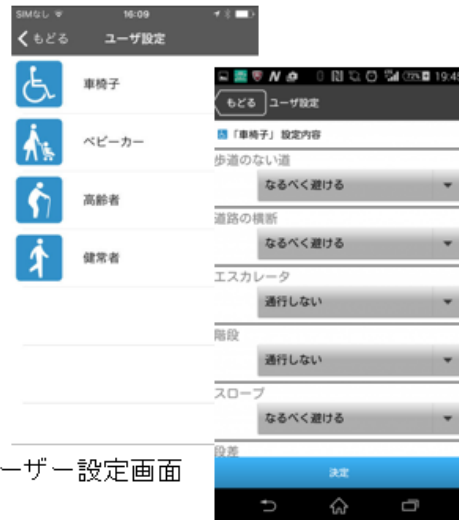 SIMなし 16:09
もどる ユーザ設定
車椅子
ベビーカー
高齢者
健常者
72% 19:45
もどる ユーザ設定
「車椅子」設定内容
歩道のない道
なるべく避ける
道路の横断
なるべく避ける
エスカレータ
通行しない
階段
通行しない
スロープ
なるべく避ける
段差
決定
ーザー設定画面